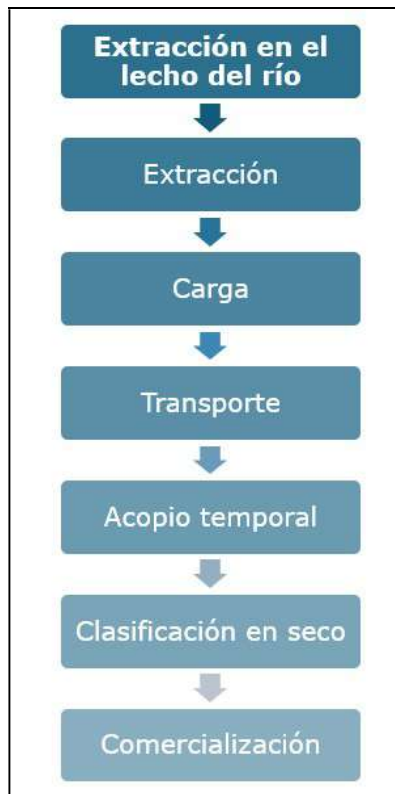 Extracción en el
lecho del río
Extracción
Carga
Transporte
Acopio temporal
Clasificación en seco
Comercialización